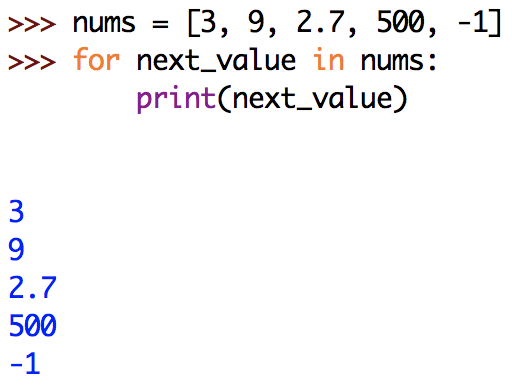 >>> nums = [3, 9, 2.7, 500, -1]
>>> for next_value in nums:
        print(next_value)
3
9
2.7
500
-1